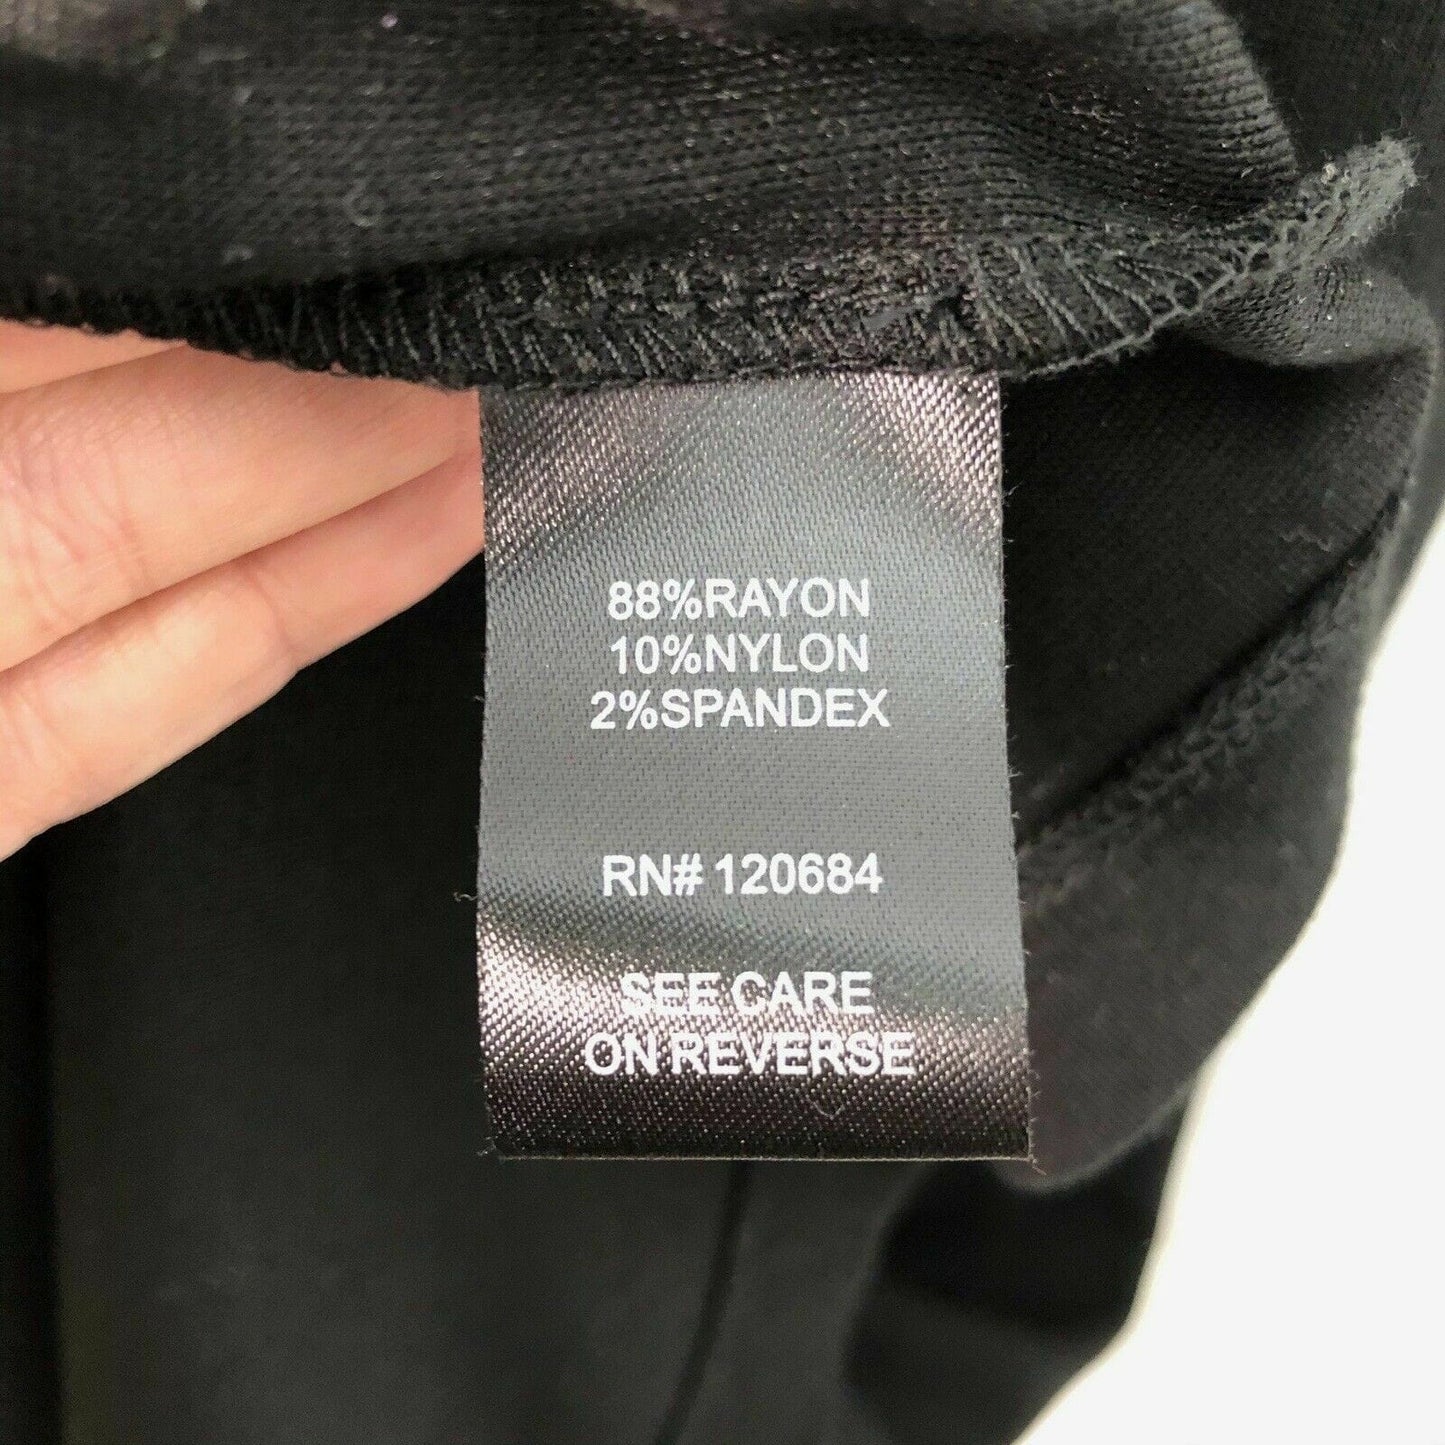 88%RAYON
10%NYLON
2%SPANDEX
RN# 120684
SEE CARE
ON REVERSE